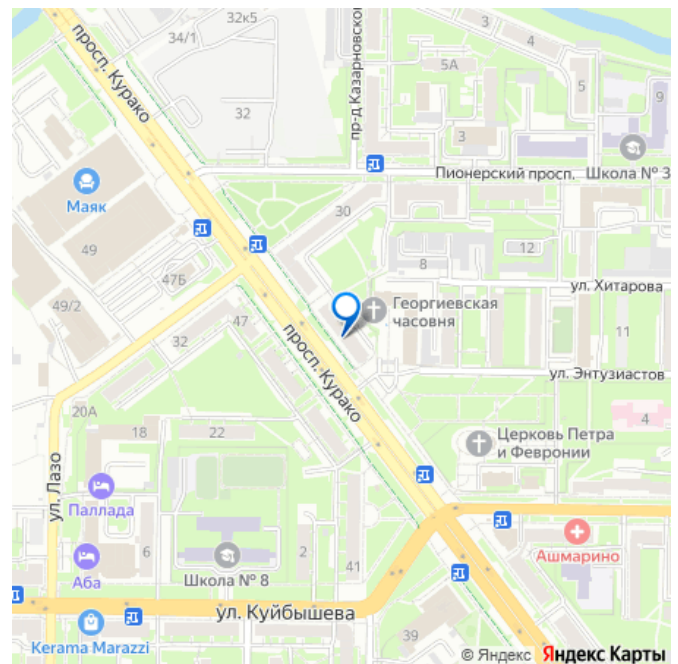 32к5
34/1
3
4
просп. Курако
5А
пр-д Казарновског
5
9
32
3
Пионерский просп.
Школа № 3
Маяк
30
49
12
47Б
8
ул. Хитарова
49/2
Георгиевская
часовня
47
32
11
просп. Курако
ул. Энтузиастов
20А
18
22
4
Церковь Петра
и Февронии
ул. Лазо
Паллада
Аба
6
Школа № 8
2
41
Ашмарино
ул. Куйбышева
39
Kerama Marazzi
© Яндекс Яндекс Карты